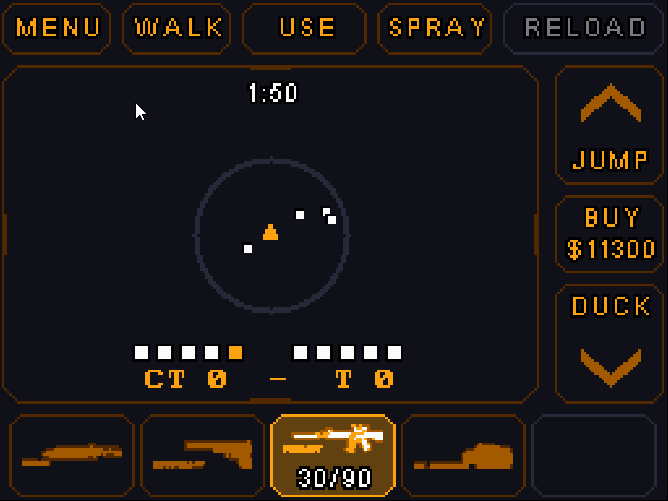 MENU WALK USE SPRAY RELOAD
1:50
JUMP
BUY
$11300
DUCK
CT 0 - T 0
30/90